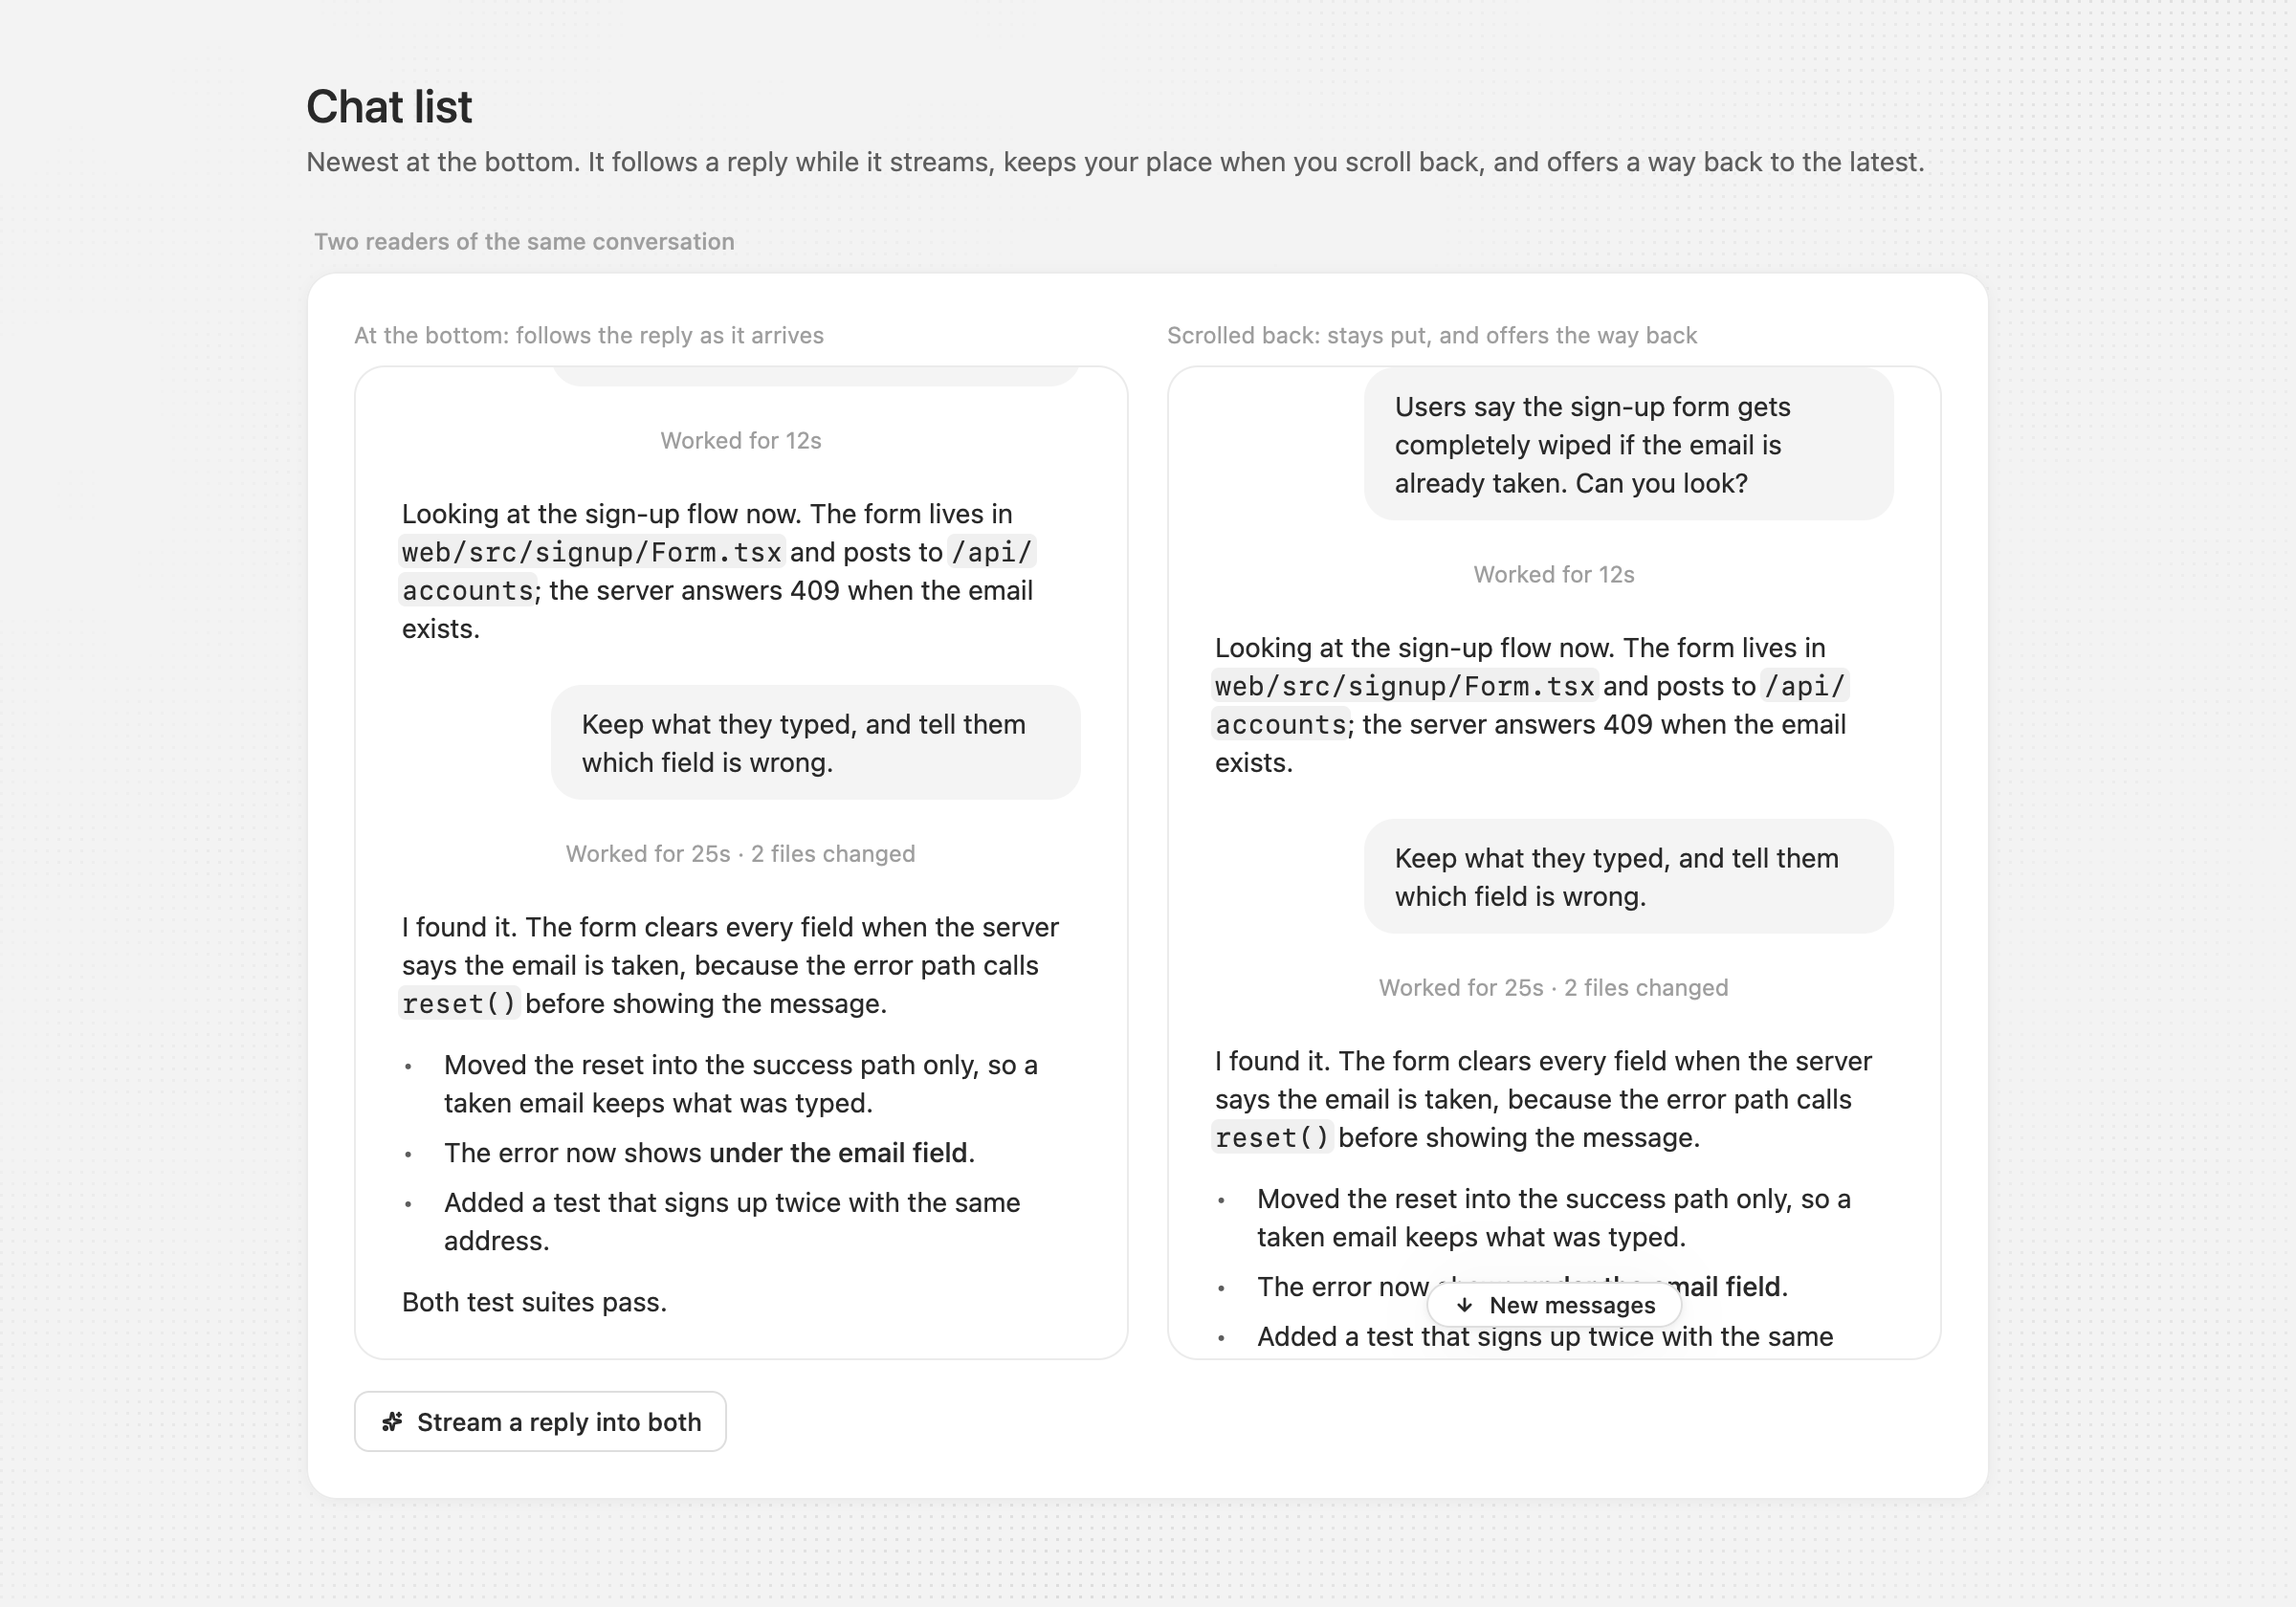 Chat list
Newest at the bottom. It follows a reply while it streams, keeps your place when you scroll back, and offers a way back to the latest.
Two readers of the same conversation
At the bottom: follows the reply as it arrives
Worked for 12s
Looking at the sign-up flow now. The form lives in
web/src/signup/Form.tsx and posts to /api/
accounts; the server answers 409 when the email
exists.
Keep what they typed, and tell them
which field is wrong.
Worked for 25s · 2 files changed
I found it. The form clears every field when the server
says the email is taken, because the error path calls
reset() before showing the message.
• Moved the reset into the success path only, so a
taken email keeps what was typed.
• The error now shows under the email field.
• Added a test that signs up twice with the same
address.
Both test suites pass.
Scrolled back: stays put, and offers the way back
Users say the sign-up form gets
completely wiped if the email is
already taken. Can you look?
Worked for 12s
Looking at the sign-up flow now. The form lives in
web/src/signup/Form.tsx and posts to /api/
accounts; the server answers 409 when the email
exists.
Keep what they typed, and tell them
which field is wrong.
Worked for 25s · 2 files changed
I found it. The form clears every field when the server
says the email is taken, because the error path calls
reset() before showing the message.
• Moved the reset into the success path only, so a
taken email keeps what was typed.
• The error now field.
↓ New messages
• Added a test that signs up twice with the same
Stream a reply into both